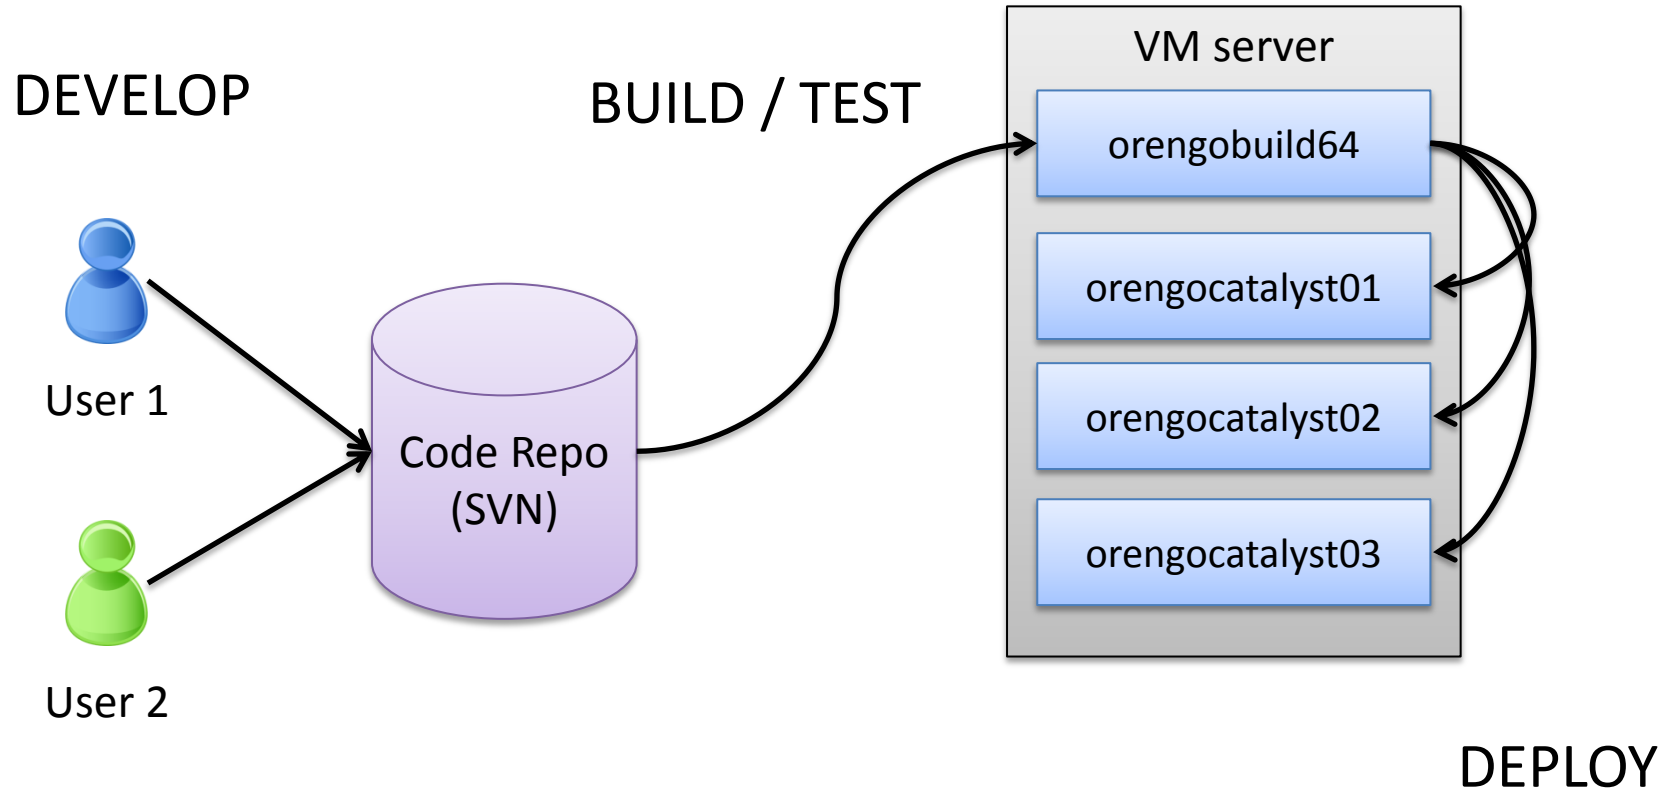 DEVELOP
BUILD / TEST
VM server
orengobuild64
orengocatalyst01
orengocatalyst02
orengocatalyst03
User 1
Code Repo
(SVN)
User 2
DEPLOY